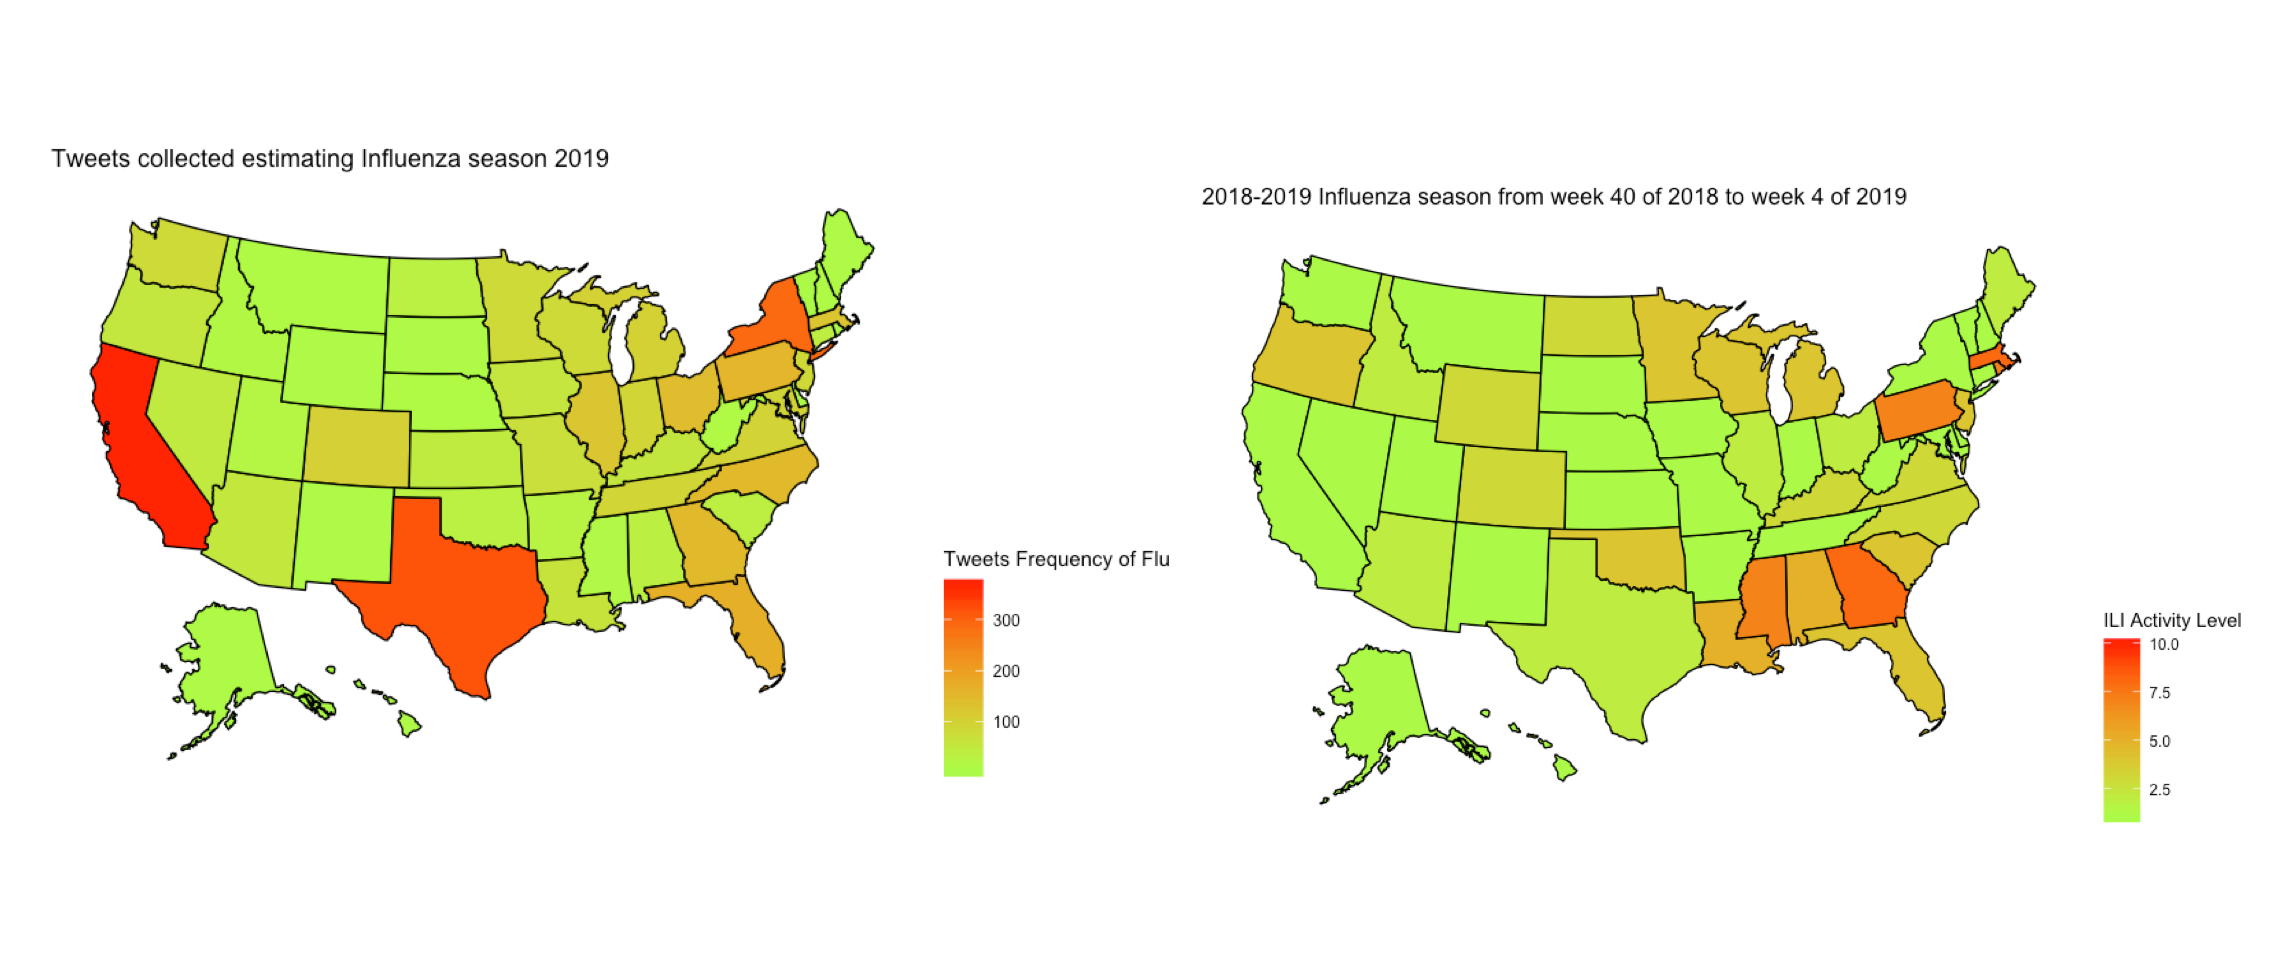 Tweets collected estimating Influenza season 2019
Tweets Frequency of Flu
300
200
100
2018-2019 Influenza season from week 40 of 2018 to week 4 of 2019
ILI Activity Level
10.0
7.5
5.0
2.5